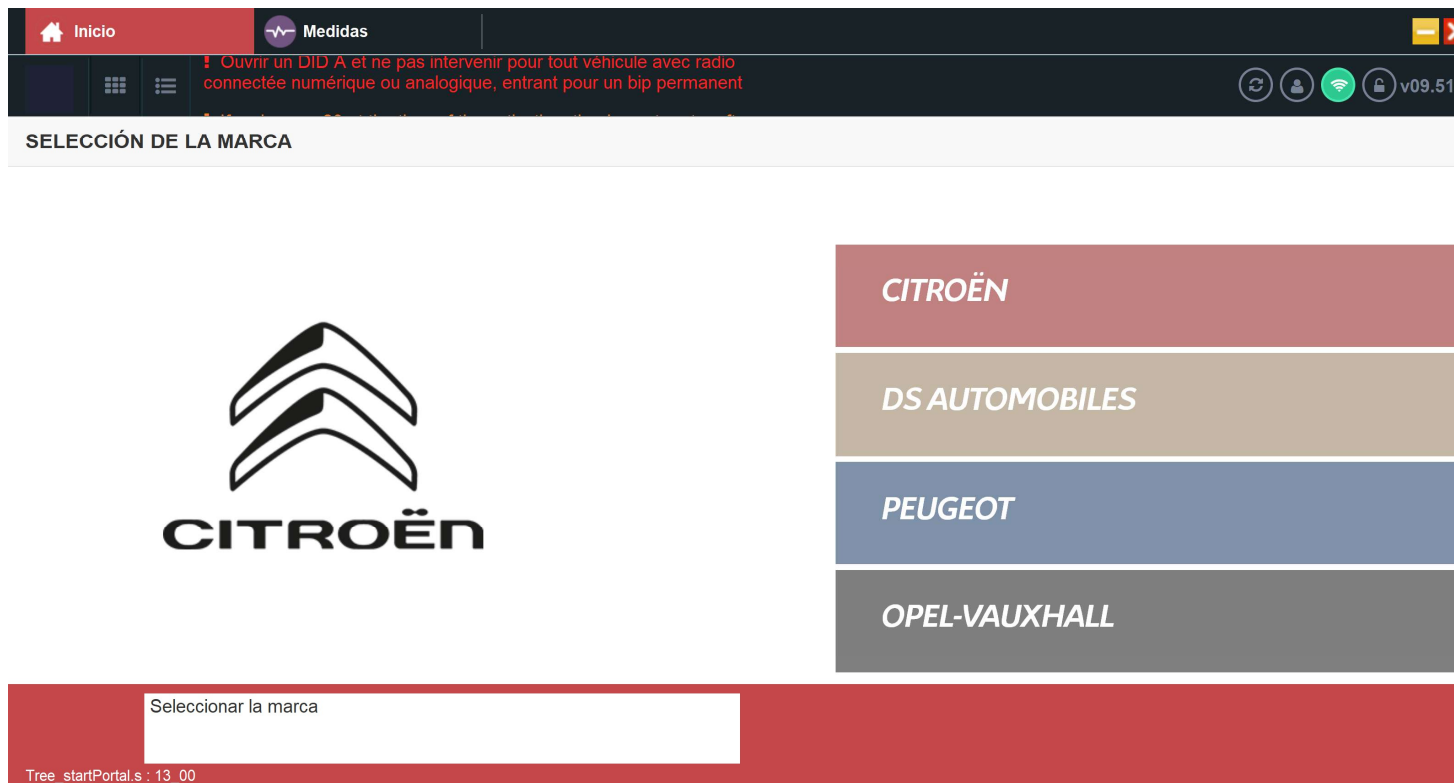 Inicio
Medidas
! Ouvrir un DID A et ne pas intervenir pour tout véhicule avec radio
connectée numérique ou analogique, entrant pour un bip permanent
v09.51
SELECCIÓN DE LA MARCA
CITROËN
DS AUTOMOBILES
PEUGEOT
OPEL-VAUXHALL
CITROËN
Seleccionar la marca
Tree_startPortal.s : 13_00